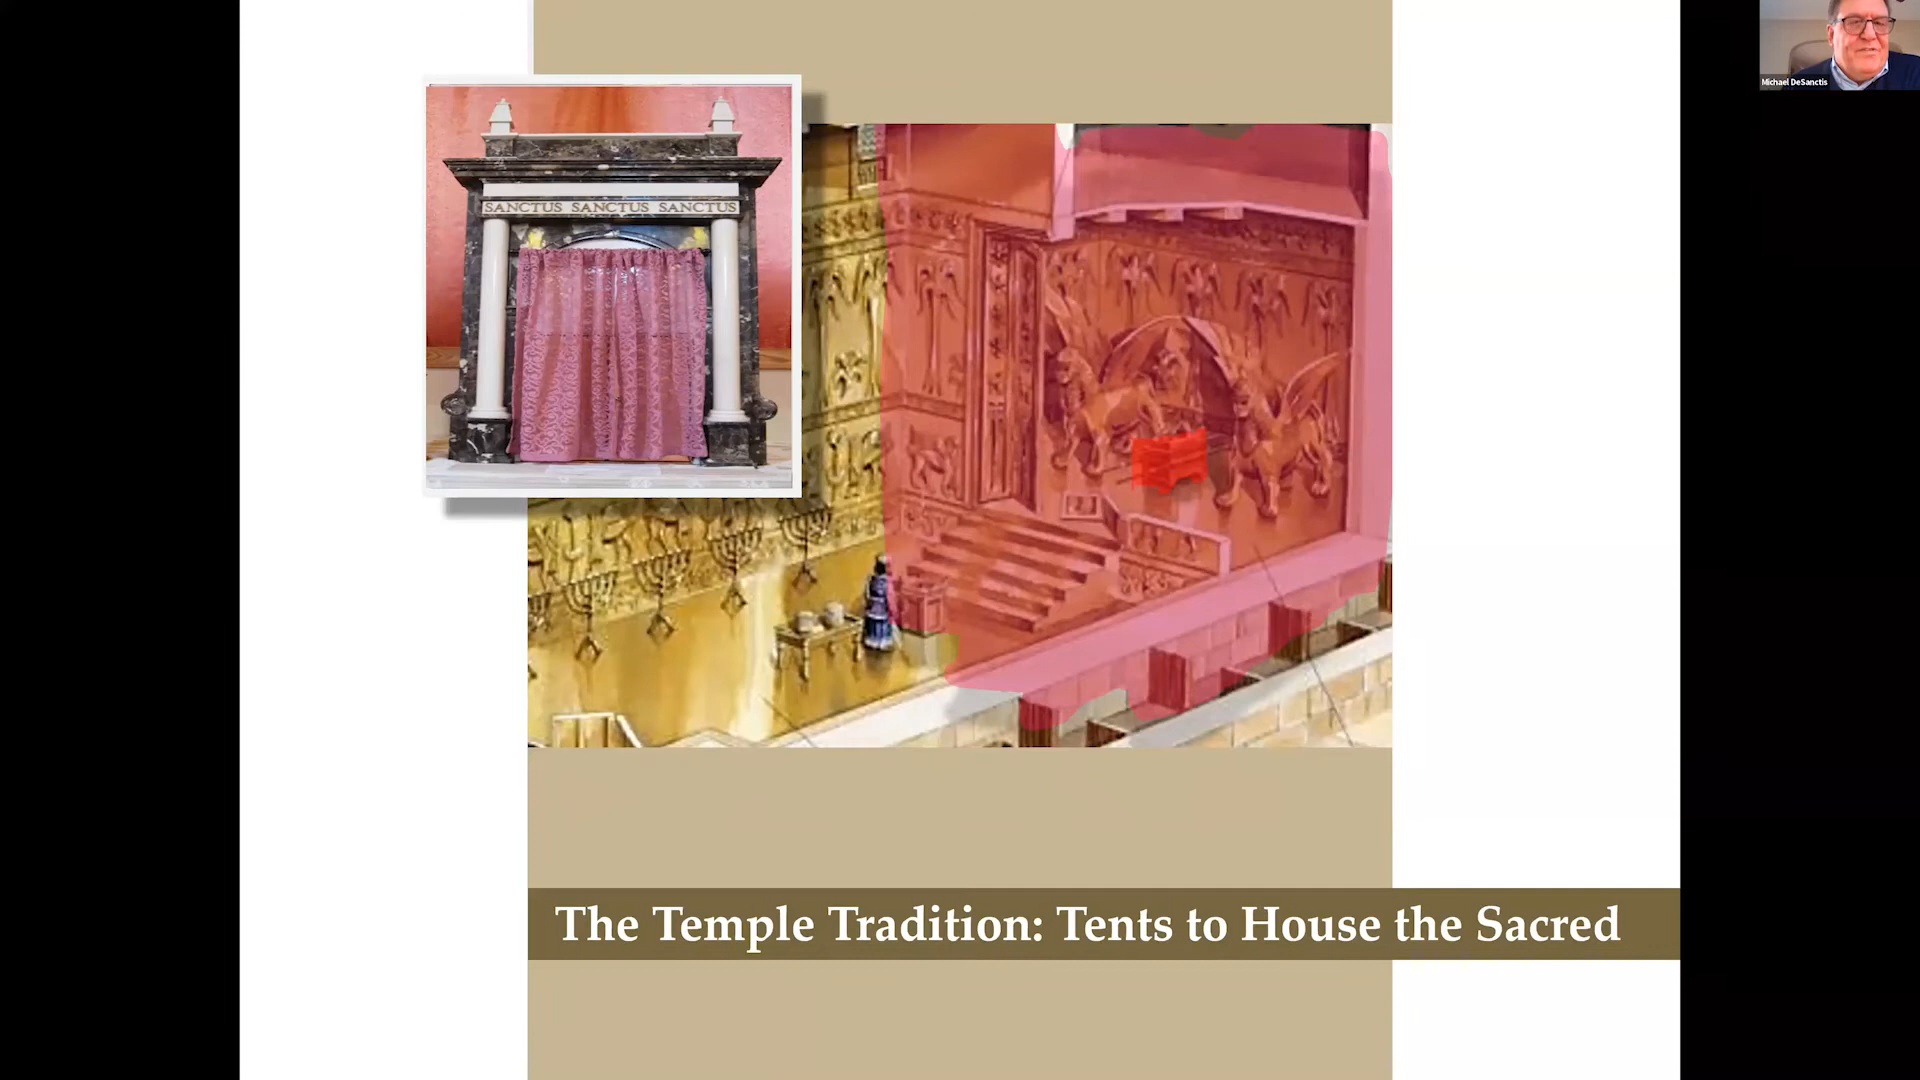 Michael DeSanctis
SANCTUS SANCTUS SANCTUS
The Temple Tradition: Tents to House the Sacred